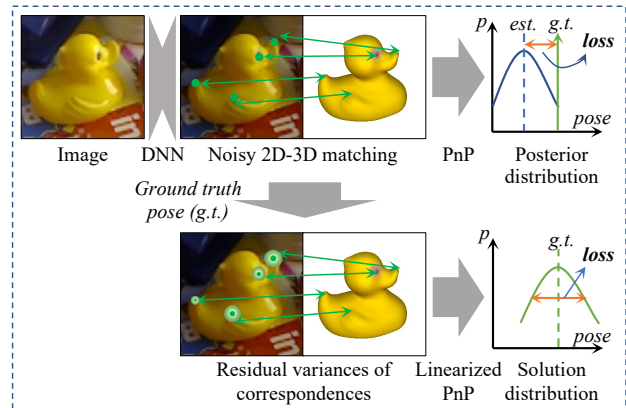 p
est. g.t.
loss
pose
Image
DNN
Noisy 2D-3D matching
PnP
Posterior
distribution
Ground truth
pose (g.t.)
p
g.t.
loss
pose
Residual variances of
correspondences
Linearized
PnP
Solution
distribution